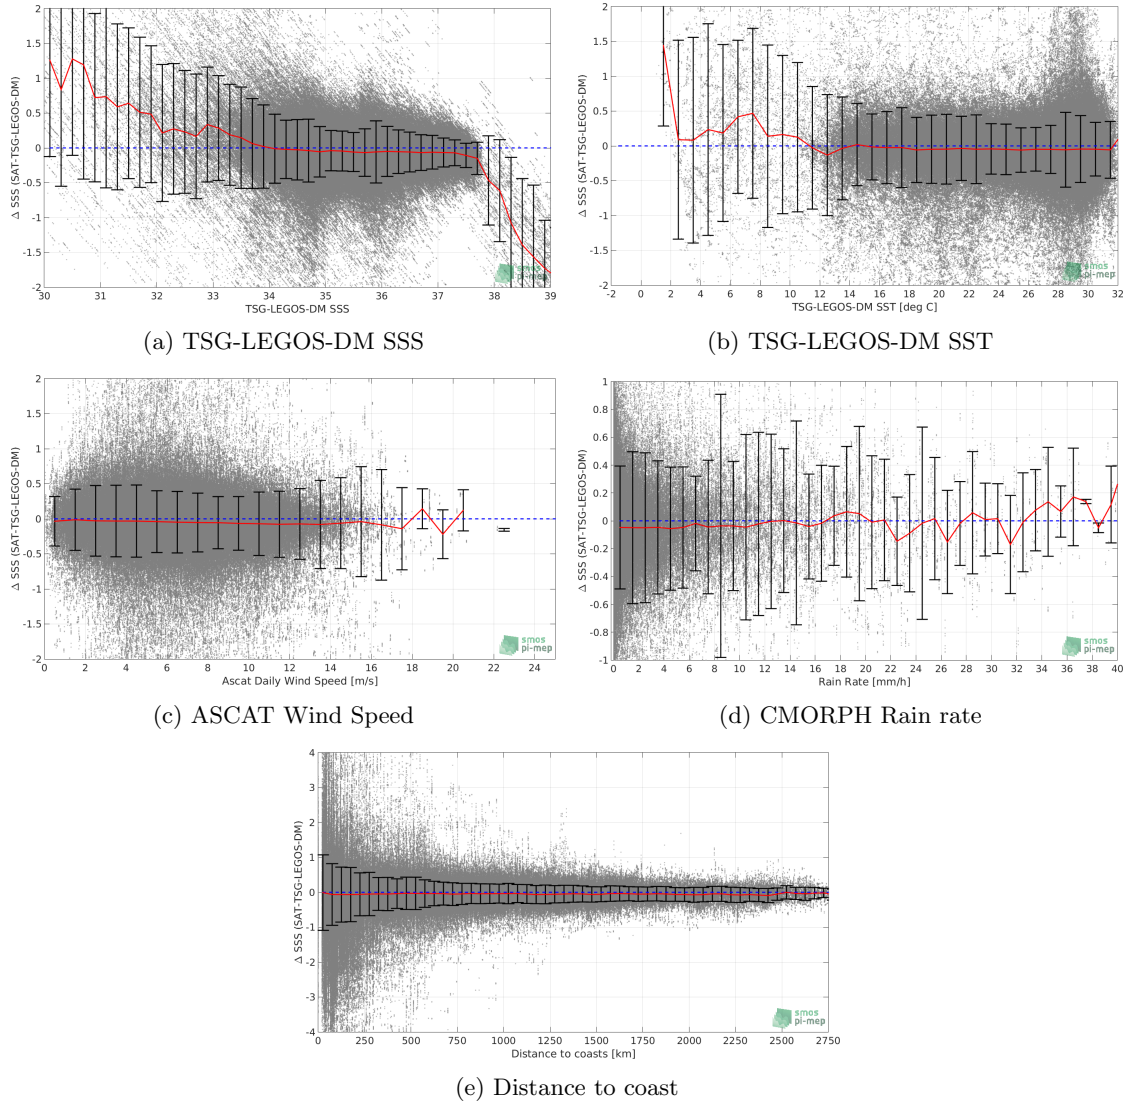 2
1.5
1
0.5
0
-0.5
-1
-1.5
-2
Δ SSS (SAT-TSG-LEGOS-DM)
30 31 32 33 34 35 36 37 38 39
TSG-LEGOS-DM SSS
smos
pi-mep
(a) TSG-LEGOS-DM SSS
2
1.5
1
0.5
0
-0.5
-1
-1.5
-2
Δ SSS (SAT-TSG-LEGOS-DM)
-2 0 2 4 6 8 10 12 14 16 18 20 22 24 26 28 30 32
TSG-LEGOS-DM SST [deg C]
smos
pi-mep
(b) TSG-LEGOS-DM SST
2
1.5
1
0.5
0
-0.5
-1
-1.5
-2
Δ SSS (SAT-TSG-LEGOS-DM)
0 2 4 6 8 10 12 14 16 18 20 22 24
Ascat Daily Wind Speed [m/s]
smos
pi-mep
(c) ASCAT Wind Speed
1
0.8
0.6
0.4
0.2
0
-0.2
-0.4
-0.6
-0.8
-1
Δ SSS (SAT-TSG-LEGOS-DM)
0 2 4 6 8 10 12 14 16 18 20 22 24 26 28 30 32 34 36 38 40
Rain Rate [mm/h]
smos
pi-mep
(d) CMORPH Rain rate
4
3
2
1
0
-1
-2
-3
-4
Δ SSS (SAT-TSG-LEGOS-DM)
0 250 500 750 1000 1250 1500 1750 2000 2250 2500 2750
Distance to coasts [km]
smos
pi-mep
(e) Distance to coast